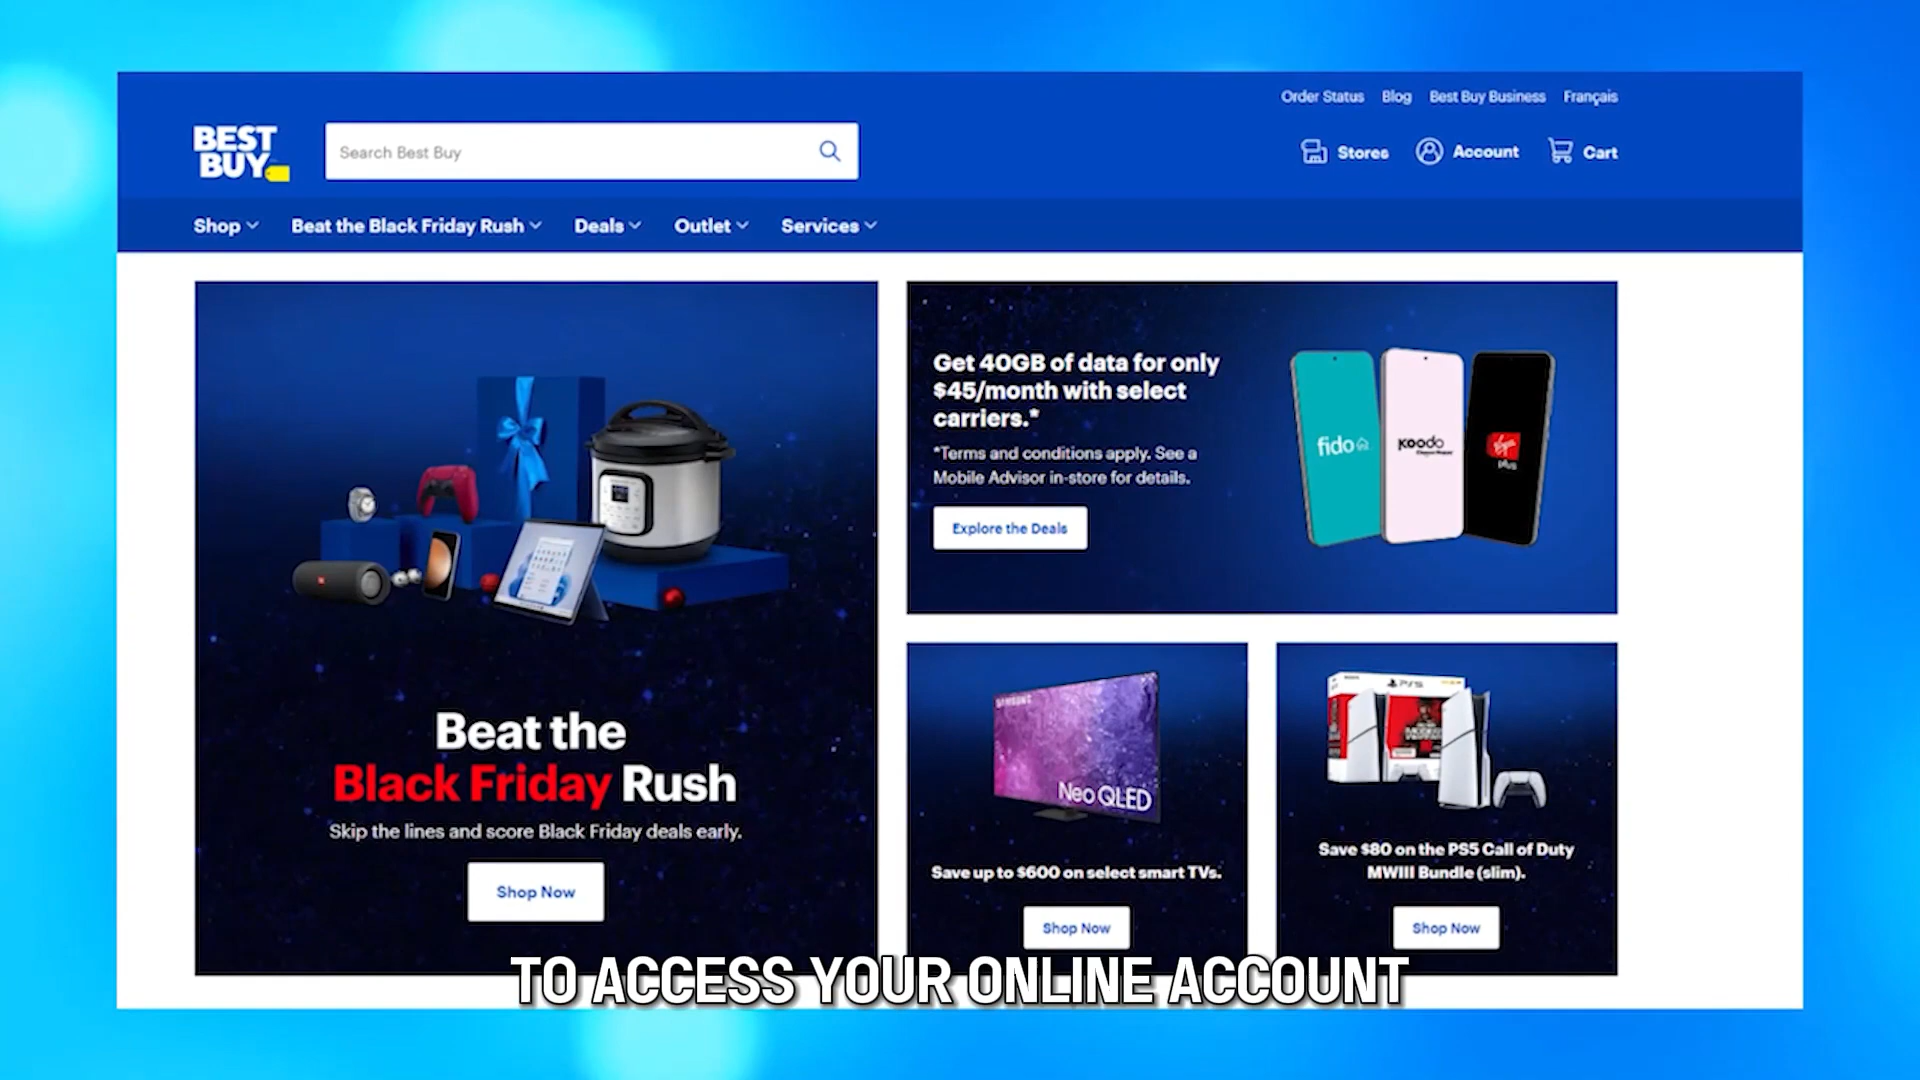 Order Status Blog Best Buy Business Français
BEST
BUY
Search Best Buy
Stores Account Cart
Shop Beat the Black Friday Rush Deals Outlet Services
Get 40GB of data for only
$45/month with select
carriers.*
*Terms and conditions apply. See a
Mobile Advisor in-store for details.
Explore the Deals
fido
koodo
Virgin
plus
Beat the
Black Friday Rush
Skip the lines and score Black Friday deals early.
Shop Now
SAMSUNG
Neo QLED
Save up to $600 on select smart TVs.
Shop Now
PS5
Save $80 on the PS5 Call of Duty
MWIII Bundle (slim).
Shop Now
TO ACCESS YOUR ONLINE ACCOUNT